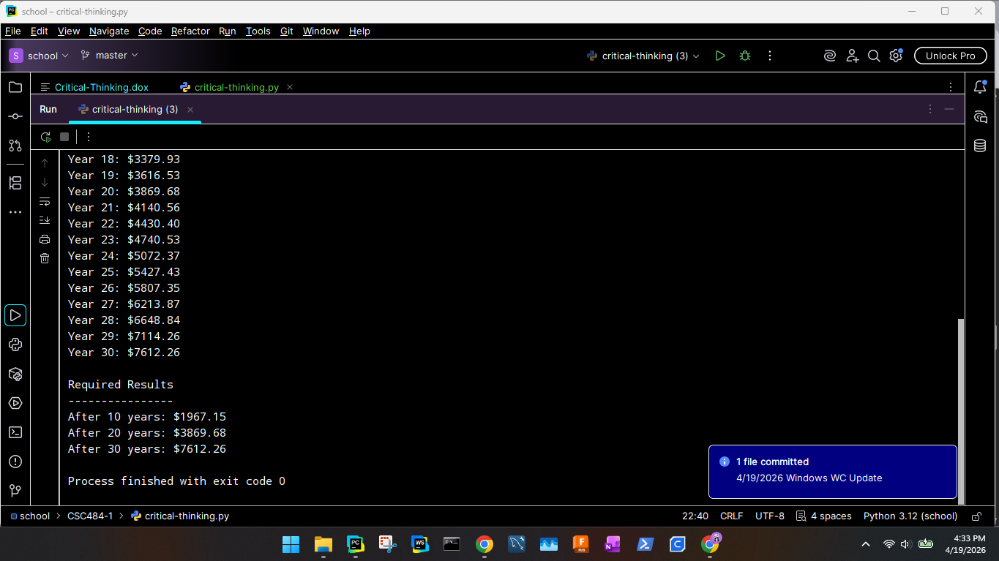 school – critical-thinking.py
File Edit View Navigate Code Refactor Run Tools Git Window Help
S school master critical-thinking (3) Unlock Pro
Critical-Thinking.dox critical-thinking.py
Run critical-thinking (3)
Year 18: $3379.93
Year 19: $3616.53
Year 20: $3869.68
Year 21: $4140.56
Year 22: $4430.40
Year 23: $4740.53
Year 24: $5072.37
Year 25: $5427.43
Year 26: $5807.35
Year 27: $6213.87
Year 28: $6648.84
Year 29: $7114.26
Year 30: $7612.26
Required Results
----------------
After 10 years: $1967.15
After 20 years: $3869.68
After 30 years: $7612.26
1 file committed
4/19/2026 Windows WC Update
Process finished with exit code 0
school > CSC484-1 > critical-thinking.py 22:40 CRLF UTF-8 4 spaces Python 3.12 (school)
4:33 PM
4/19/2026